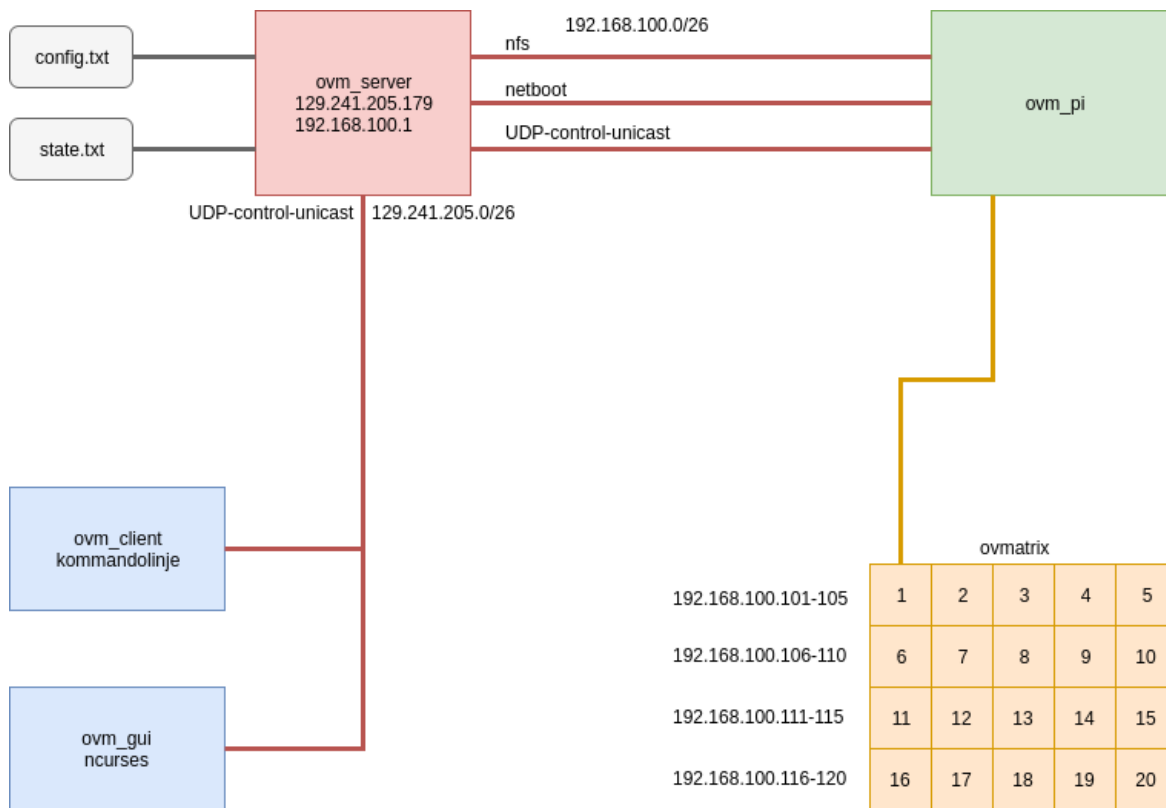 config.txt
state.txt
ovm_server
129.241.205.179
192.168.100.1
192.168.100.0/26
nfs
netboot
UDP-control-unicast
ovm_pi
UDP-control-unicast
129.241.205.0/26
ovm_client
kommandolinje
ovm_gui
ncurses
ovmatrix
192.168.100.101-105
1 2 3 4 5
192.168.100.106-110
6 7 8 9 10
192.168.100.111-115
11 12 13 14 15
192.168.100.116-120
16 17 18 19 20